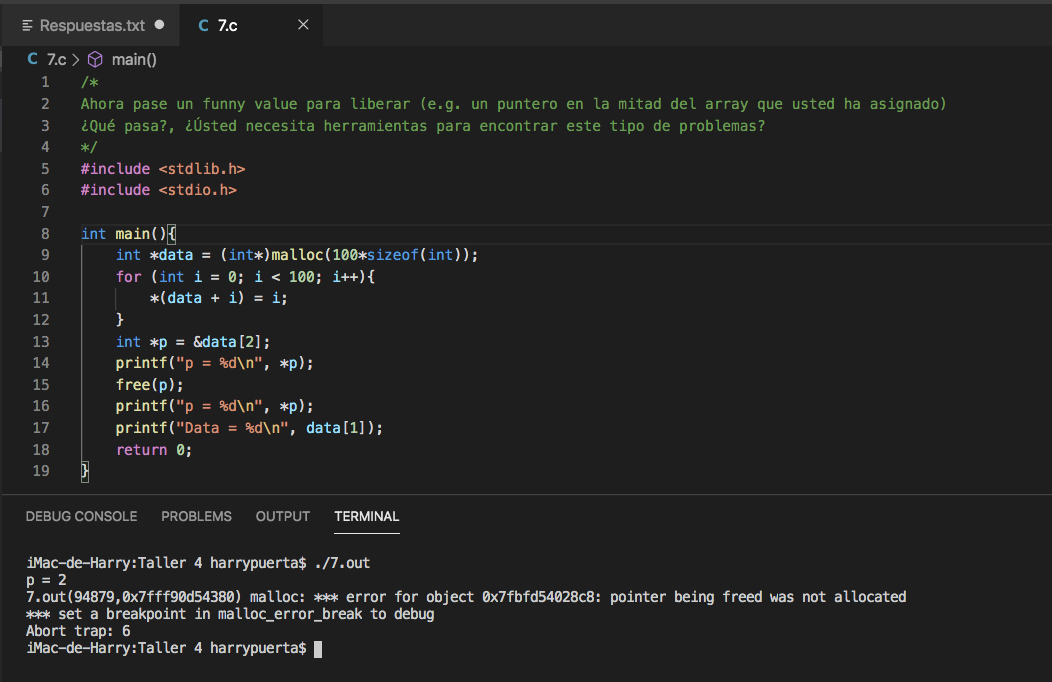 Respuestas.txt
C 7.c
C 7.c > main()
1 /*
2 Ahora pase un funny value para liberar (e.g. un puntero en la mitad del array que usted ha asignado)
3 ¿Qué pasa?, ¿Ústed necesita herramientas para encontrar este tipo de problemas?
4 */
5 #include <stdlib.h>
6 #include <stdio.h>
7
8 int main(){
9 int *data = (int*)malloc(100*sizeof(int));
10 for (int i = 0; i < 100; i++){
11 *(data + i) = i;
12 }
13 int *p = &data[2];
14 printf("p = %d\n", *p);
15 free(p);
16 printf("p = %d\n", *p);
17 printf("Data = %d\n", data[1]);
18 return 0;
19 }
DEBUG CONSOLE PROBLEMS OUTPUT TERMINAL
iMac-de-Harry:Taller 4 harrypuerta$ ./7.out
p = 2
7.out(94879,0x7fff90d54380) malloc: *** error for object 0x7fbfd54028c8: pointer being freed was not allocated
*** set a breakpoint in malloc_error_break to debug
Abort trap: 6
iMac-de-Harry:Taller 4 harrypuerta$